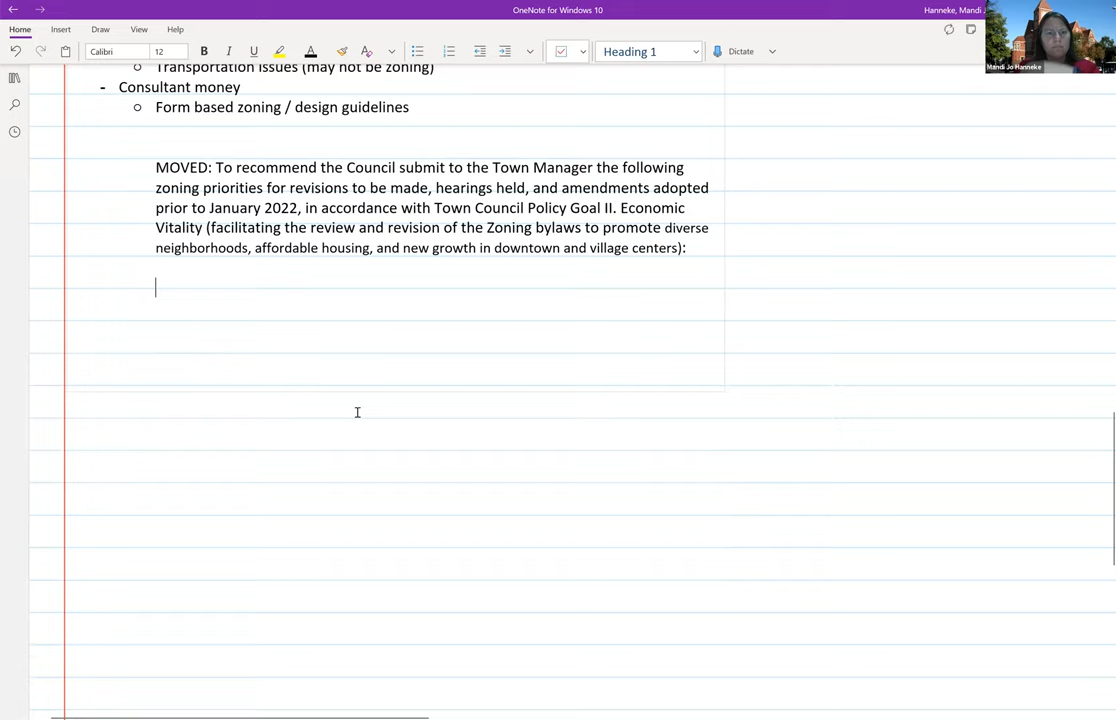 OneNote for Windows 10
Hanneke, Mandi J
Home Insert Draw View Help
Calibri 12 B I U A Heading 1 Dictate
Mandi Jo Hanneke
o Transportation issues (may not be zoning)
- Consultant money
o Form based zoning / design guidelines
MOVED: To recommend the Council submit to the Town Manager the following
zoning priorities for revisions to be made, hearings held, and amendments adopted
prior to January 2022, in accordance with Town Council Policy Goal II. Economic
Vitality (facilitating the review and revision of the Zoning bylaws to promote diverse
neighborhoods, affordable housing, and new growth in downtown and village centers):